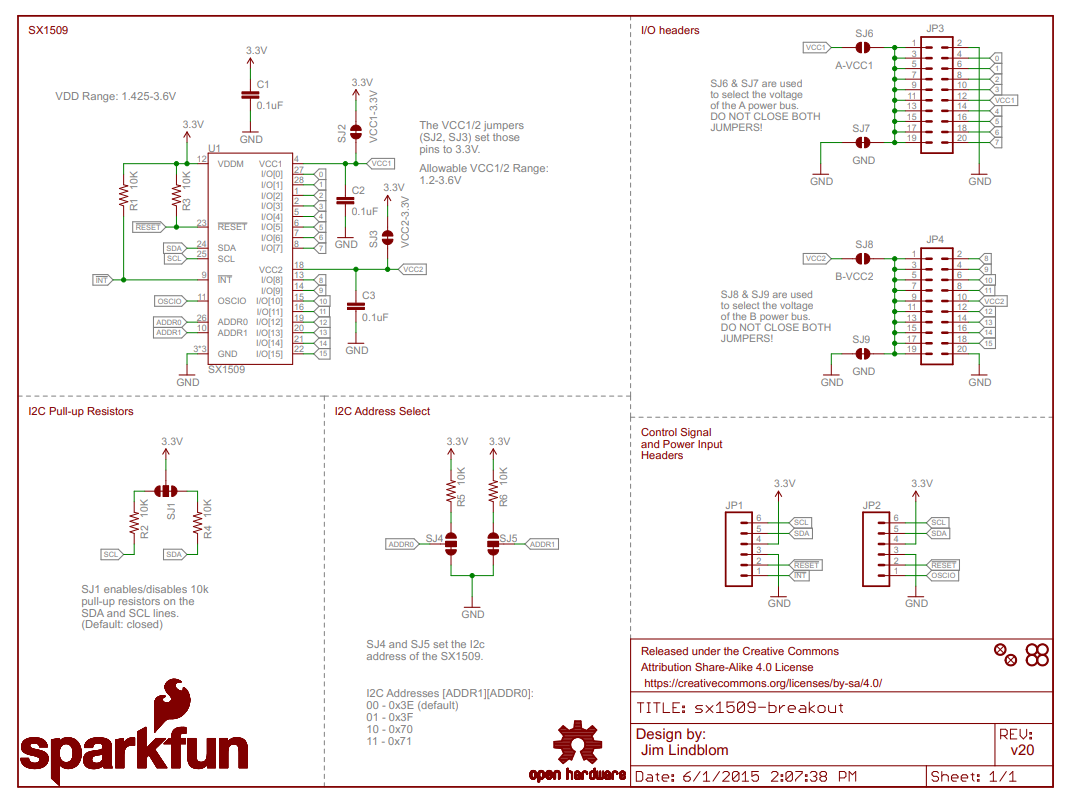 SX1509
3.3V
C1
0.1uF
GND
VDD Range: 1.425-3.6V
3.3V
R1
10K
R3
10K
U1
12 VDDM
23 RESET
24 SDA
25 SCL
9 INT
11 OSCIO
26 ADDR0
10 ADDR1
3*3 GND
RESET
SDA
SCL
INT
OSCIO
ADDR0
ADDR1
GND
VCC1 4
I/O[0] 27 0
I/O[1] 28 1
I/O[2] 1 2
I/O[3] 2 3
I/O[4] 5 4
I/O[5] 6 5
I/O[6] 7 6
I/O[7] 8 7
VCC2 18
I/O[8] 13 8
I/O[9] 14 9
I/O[10] 15 10
I/O[11] 16 11
I/O[12] 19 12
I/O[13] 20 13
I/O[14] 21 14
I/O[15] 22 15
SX1509
3.3V
SJ2
VCC1-3.3V
VCC1
C2
0.1uF
GND
3.3V
SJ3
VCC2-3.3V
VCC2
C3
0.1uF
GND
The VCC1/2 jumpers
(SJ2, SJ3) set those
pins to 3.3V.
Allowable VCC1/2 Range:
1.2-3.6V
I/O headers
VCC1
SJ6
A-VCC1
SJ6 & SJ7 are used
to select the voltage
of the A power bus.
DO NOT CLOSE BOTH
JUMPERS!
SJ7
GND
GND
JP3
1 2
3 4 0
5 6 1
7 8 2
9 10 3
11 12 VCC1
13 14 4
15 16 5
17 18 6
19 20 7
GND
VCC2
SJ8
B-VCC2
SJ8 & SJ9 are used
to select the voltage
of the B power bus.
DO NOT CLOSE BOTH
JUMPERS!
SJ9
GND
GND
JP4
1 2 8
3 4 9
5 6 10
7 8 11
9 10 VCC2
11 12 12
13 14 13
15 16 14
17 18 15
19 20
GND
I2C Pull-up Resistors
3.3V
SJ1
R2
10K
R4
10K
SCL
SDA
SJ1 enables/disables 10k
pull-up resistors on the
SDA and SCL lines.
(Default: closed)
I2C Address Select
3.3V
3.3V
R5
10K
R6
10K
ADDR0
SJ4
SJ5
ADDR1
GND
SJ4 and SJ5 set the I2c
address of the SX1509.
I2C Addresses [ADDR1][ADDR0]:
00 - 0x3E (default)
01 - 0x3F
10 - 0x70
11 - 0x71
Control Signal
and Power Input
Headers
JP1
3.3V
6 SCL
5 SDA
4
3
2 RESET
1 INT
GND
JP2
3.3V
6 SCL
5 SDA
4
3
2 RESET
1 OSCIO
GND
sparkfun
open hardware
Released under the Creative Commons
Attribution Share-Alike 4.0 License
https://creativecommons.org/licenses/by-sa/4.0/
TITLE: sx1509-breakout
Design by:
Jim Lindblom
REV:
v20
Date: 6/1/2015 2:07:38 PM
Sheet: 1/1